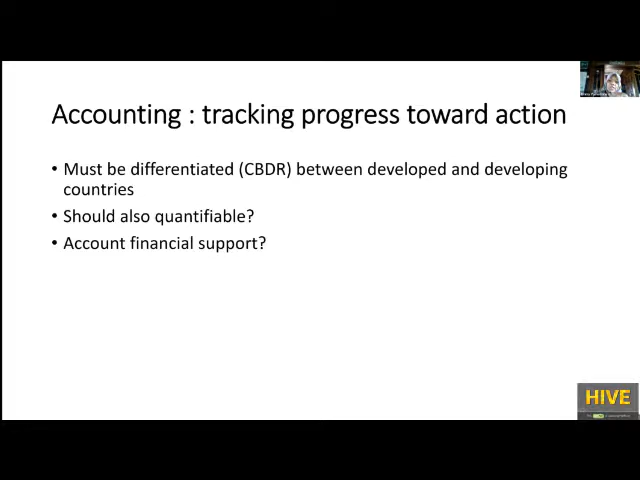 Accounting : tracking progress toward action
• Must be differentiated (CBDR) between developed and developing
countries
• Should also quantifiable?
• Account financial support?
HIVE